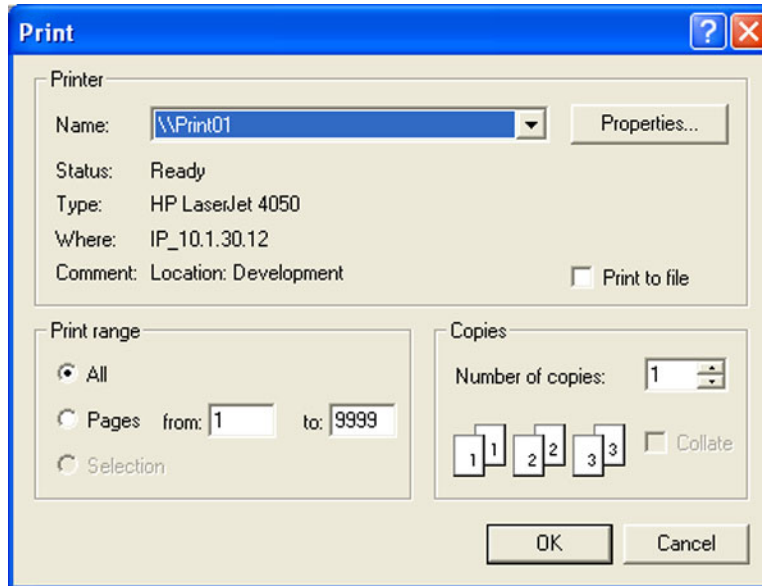 Print
Printer
Name: \\Print01 Properties...
Status: Ready
Type: HP LaserJet 4050
Where: IP_10.1.30.12
Comment: Location: Development
Print to file
Print range
All
Pages from: 1 to: 9999
Selection
Copies
Number of copies: 1
1 1 2 2 3 3 Collate
OK Cancel